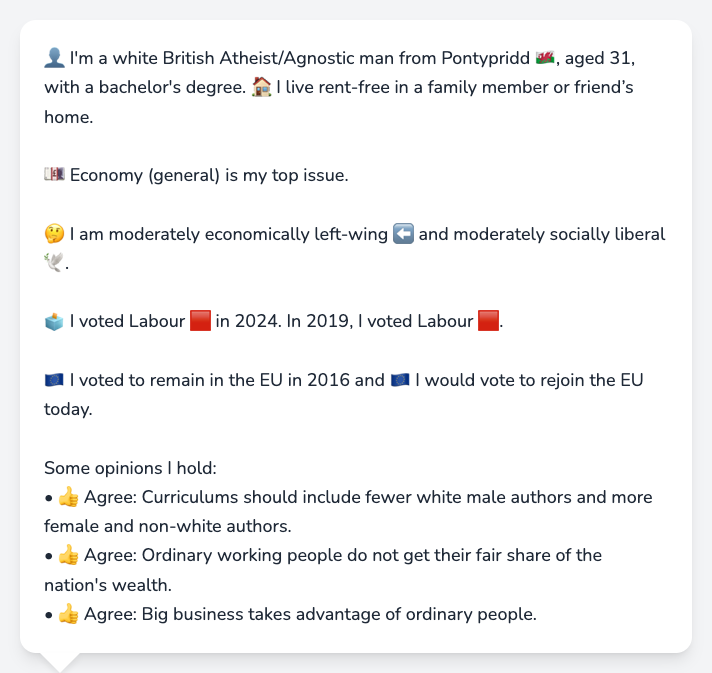 👤 I'm a white British Atheist/Agnostic man from Pontypridd 🏴󠁧󠁢󠁷󠁬󠁳󠁿, aged 31,
with a bachelor's degree. 🏠 I live rent-free in a family member or friend’s
home.
💷 Economy (general) is my top issue.
🤔 I am moderately economically left-wing ⬅️ and moderately socially liberal
🕊️.
🗳️ I voted Labour 🟥 in 2024. In 2019, I voted Labour 🟥.
🇪🇺 I voted to remain in the EU in 2016 and 🇪🇺 I would vote to rejoin the EU
today.
Some opinions I hold:
• 👍 Agree: Curriculums should include fewer white male authors and more
female and non-white authors.
• 👍 Agree: Ordinary working people do not get their fair share of the
nation's wealth.
• 👍 Agree: Big business takes advantage of ordinary people.